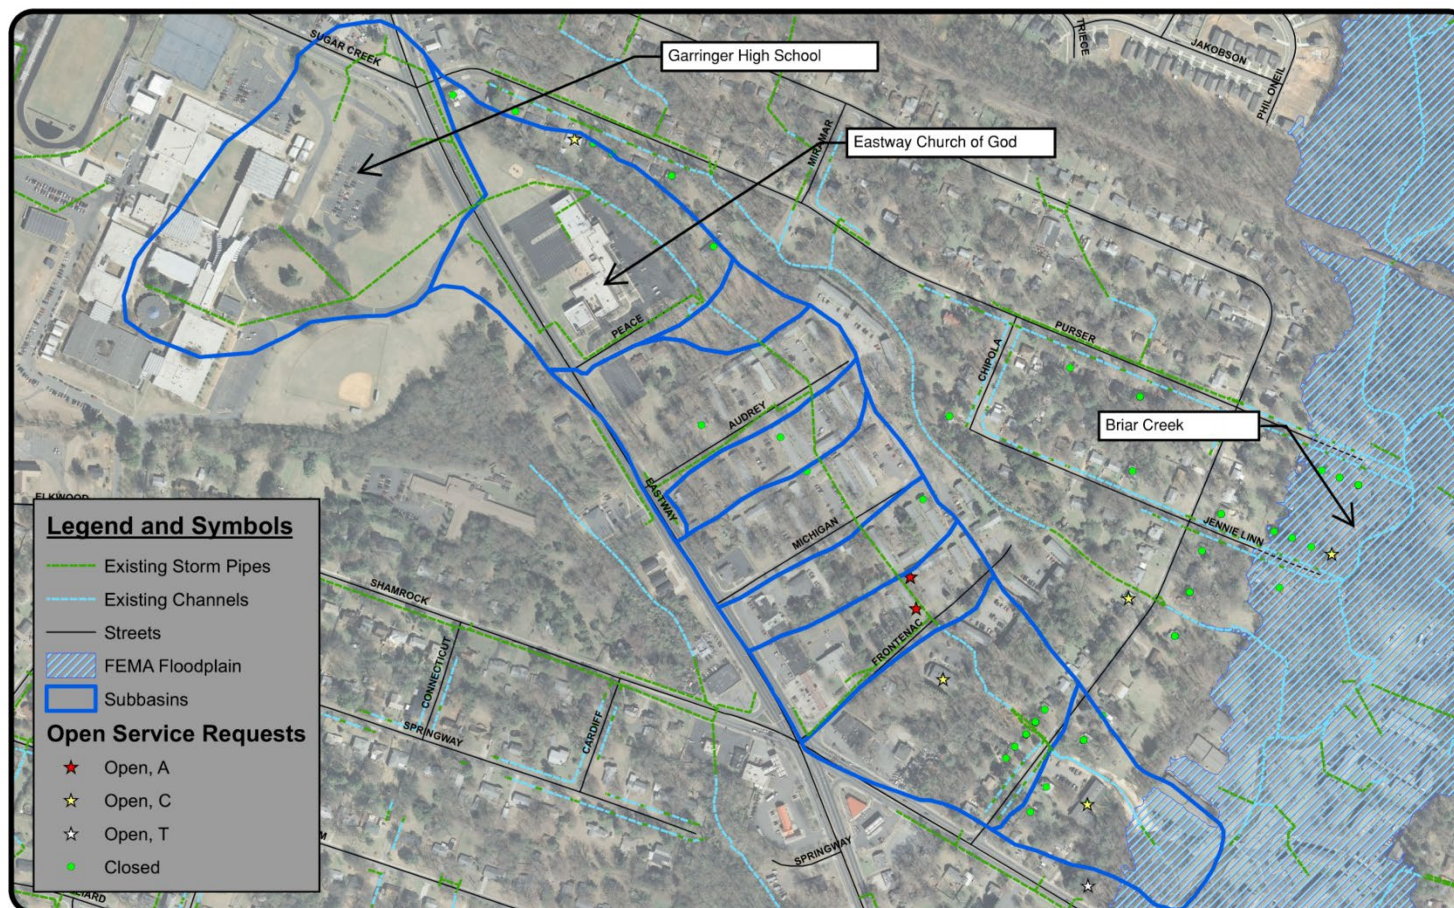 SUGAR CREEK
Garringer High School
TRIECE
JAKOBSON
PHIL ONEIL
MIRAMAR
Eastway Church of God
PEACE
PURSER
CHIPOLA
AUDREY
Briar Creek
EASTWAY
ELKWOOD
MICHIGAN
JENNIE LINN
Legend and Symbols
Existing Storm Pipes
Existing Channels
Streets
FEMA Floodplain
Subbasins
Open Service Requests
Open, A
Open, C
Open, T
Closed
SHAMROCK
FRONTENAC
CONNECTICUT
CARDIFF
SPRINGWAY
SPRINGWAY